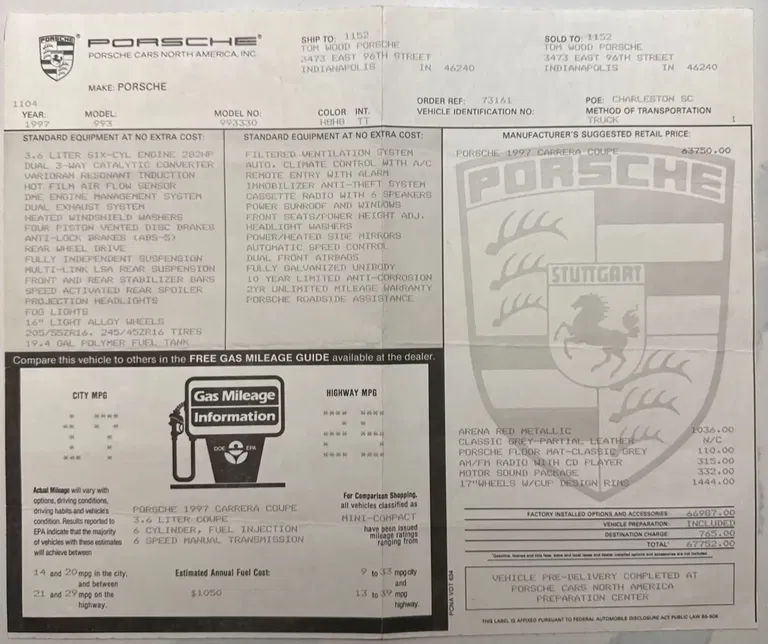 PORSCHE®
PORSCHE CARS NORTH AMERICA, INC.
MAKE: PORSCHE
SHIP TO: 1152
TOM WOOD PORSCHE
3473 EAST 96TH STREET
INDIANAPOLIS IN 46240
SOLD TO: 1152
TOM WOOD PORSCHE
3473 EAST 96TH STREET
INDIANAPOLIS IN 46240
1104
YEAR: MODEL: MODEL NO: COLOR INT.
1997 993 993330 H8H8 TT
ORDER REF: 73161
VEHICLE IDENTIFICATION NO:
POE: CHARLESTON SC
METHOD OF TRANSPORTATION
TRUCK 1
STANDARD EQUIPMENT AT NO EXTRA COST:
3.6 LITER SIX-CYL ENGINE 282HP
DUAL 3-WAY CATALYTIC CONVERTER
VARIORAM RESONANT INDUCTION
HOT FILM AIR FLOW SENSOR
DME ENGINE MANAGEMENT SYSTEM
DUAL EXHAUST SYSTEM
HEATED WINDSHIELD WASHERS
FOUR PISTON VENTED DISC BRAKES
ANTI-LOCK BRAKES (ABS-5)
REAR WHEEL DRIVE
FULLY INDEPENDENT SUSPENSION
MULTI-LINK LSA REAR SUSPENSION
FRONT AND REAR STABILIZER BARS
SPEED ACTIVATED REAR SPOILER
PROJECTION HEADLIGHTS
FOG LIGHTS
16" LIGHT ALLOY WHEELS
205/55ZR16, 245/45ZR16 TIRES
19.4 GAL POLYMER FUEL TANK
STANDARD EQUIPMENT AT NO EXTRA COST:
FILTERED VENTILATION SYSTEM
AUTO. CLIMATE CONTROL WITH A/C
REMOTE ENTRY WITH ALARM
IMMOBILIZER ANTI-THEFT SYSTEM
CASSETTE RADIO WITH 6 SPEAKERS
POWER SUNROOF AND WINDOWS
FRONT SEATS/POWER HEIGHT ADJ.
HEADLIGHT WASHERS
POWER/HEATED SIDE MIRRORS
AUTOMATIC SPEED CONTROL
DUAL FRONT AIRBAGS
FULLY GALVANIZED UNIBODY
10 YEAR LIMITED ANTI-CORROSION
2YR UNLIMITED MILEAGE WARRANTY
PORSCHE ROADSIDE ASSISTANCE
MANUFACTURER'S SUGGESTED RETAIL PRICE:
PORSCHE 1997 CARRERA COUPE 63750.00
PORSCHE
STUTTGART
ARENA RED METALLIC 1036.00
CLASSIC GREY-PARTIAL LEATHER N/C
PORSCHE FLOOR MAT-CLASSIC GREY 110.00
AM/FM RADIO WITH CD PLAYER 315.00
MOTOR SOUND PACKAGE 332.00
17"WHEELS W/CUP DESIGN RIMS 1444.00
FACTORY INSTALLED OPTIONS AND ACCESSORIES: 66987.00
VEHICLE PREPARATION: INCLUDED
DESTINATION CHARGE: 765.00
TOTAL* 67752.00
VEHICLE PRE-DELIVERY COMPLETED AT
PORSCHE CARS NORTH AMERICA
PREPARATION CENTER
THIS LABEL IS AFFIXED PURSUANT TO FEDERAL AUTOMOBILE DISCLOSURE ACT PUBLIC LAW 85-506
Compare this vehicle to others in the FREE GAS MILEAGE GUIDE available at the dealer.
CITY MPG
Gas Mileage
Information
DOE EPA
HIGHWAY MPG
Actual Mileage will vary with
options, driving conditions,
driving habits and vehicle's
condition. Results reported to
EPA indicate that the majority
of vehicles with these estimates
will achieve between
14 and 20 mpg in the city,
and between
21 and 29 mpg on the
highway.
PORSCHE 1997 CARRERA COUPE
3.6 LITER COUPE
6 CYLINDER, FUEL INJECTION
6 SPEED MANUAL TRANSMISSION
Estimated Annual Fuel Cost:
$1050
For Comparison Shopping,
all vehicles classified as
MINI-COMPACT
have been issued
mileage ratings
ranging from
9 to 33 mpg city
and
13 to 39 mpg
highway.
PCNA VOT 634